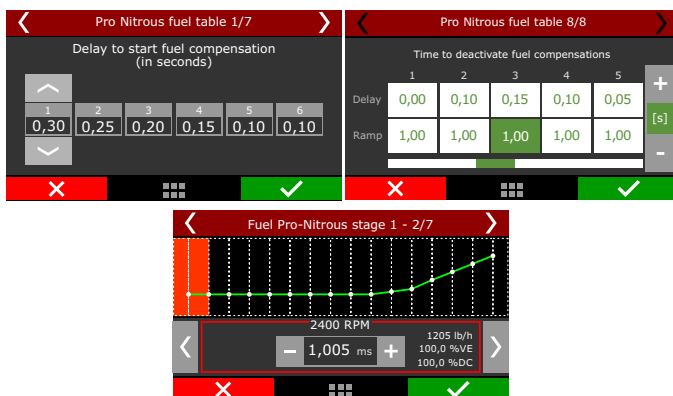 Pro Nitrous fuel table 1/7
Delay to start fuel compensation
(in seconds)
1 2 3 4 5 6
0,30 0,25 0,20 0,15 0,10 0,10
Pro Nitrous fuel table 8/8
Time to deactivate fuel compensations
1 2 3 4 5
Delay 0,00 0,10 0,15 0,10 0,05
Ramp 1,00 1,00 1,00 1,00 1,00
+
[s]
-
Fuel Pro-Nitrous stage 1 - 2/7
2400 RPM
- 1,005 ms +
1205 lb/h
100,0 %VE
100,0 %DC